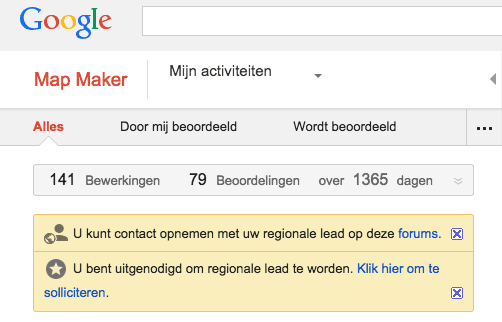 Google
Map Maker Mijn activiteiten
Alles Door mij beoordeeld Wordt beoordeeld ...
141 Bewerkingen 79 Beoordelingen over 1365 dagen
U kunt contact opnemen met uw regionale lead op deze forums.
U bent uitgenodigd om regionale lead te worden. Klik hier om te
solliciteren.